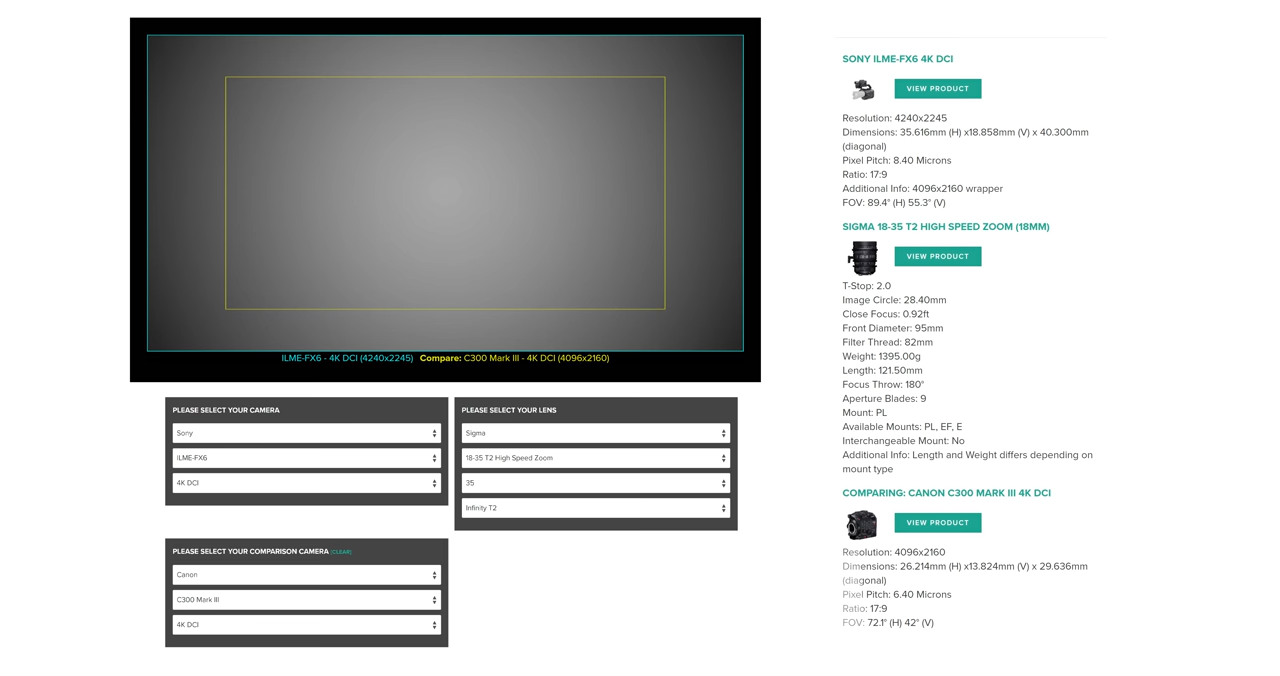 ILME-FX6 - 4K DCI (4240x2245) Compare: C300 Mark III - 4K DCI (4096x2160)
PLEASE SELECT YOUR CAMERA
Sony
ILME-FX6
4K DCI
PLEASE SELECT YOUR LENS
Sigma
18-35 T2 High Speed Zoom
35
Infinity T2
PLEASE SELECT YOUR COMPARISON CAMERA (CLEAR)
Canon
C300 Mark III
4K DCI
SONY ILME-FX6 4K DCI
VIEW PRODUCT
Resolution: 4240x2245
Dimensions: 35.616mm (H) x18.858mm (V) x 40.300mm
(diagonal)
Pixel Pitch: 8.40 Microns
Ratio: 17:9
Additional Info: 4096x2160 wrapper
FOV: 89.4° (H) 55.3° (V)
SIGMA 18-35 T2 HIGH SPEED ZOOM (18MM)
VIEW PRODUCT
T-Stop: 2.0
Image Circle: 28.40mm
Close Focus: 0.92ft
Front Diameter: 95mm
Filter Thread: 82mm
Weight: 1395.00g
Length: 121.50mm
Focus Throw: 180°
Aperture Blades: 9
Mount: PL
Available Mounts: PL, EF, E
Interchangeable Mount: No
Additional Info: Length and Weight differs depending on
mount type
COMPARING: CANON C300 MARK III 4K DCI
VIEW PRODUCT
Resolution: 4096x2160
Dimensions: 26.214mm (H) x13.824mm (V) x 29.636mm
(diagonal)
Pixel Pitch: 6.40 Microns
Ratio: 17:9
FOV: 72.1° (H) 42° (V)